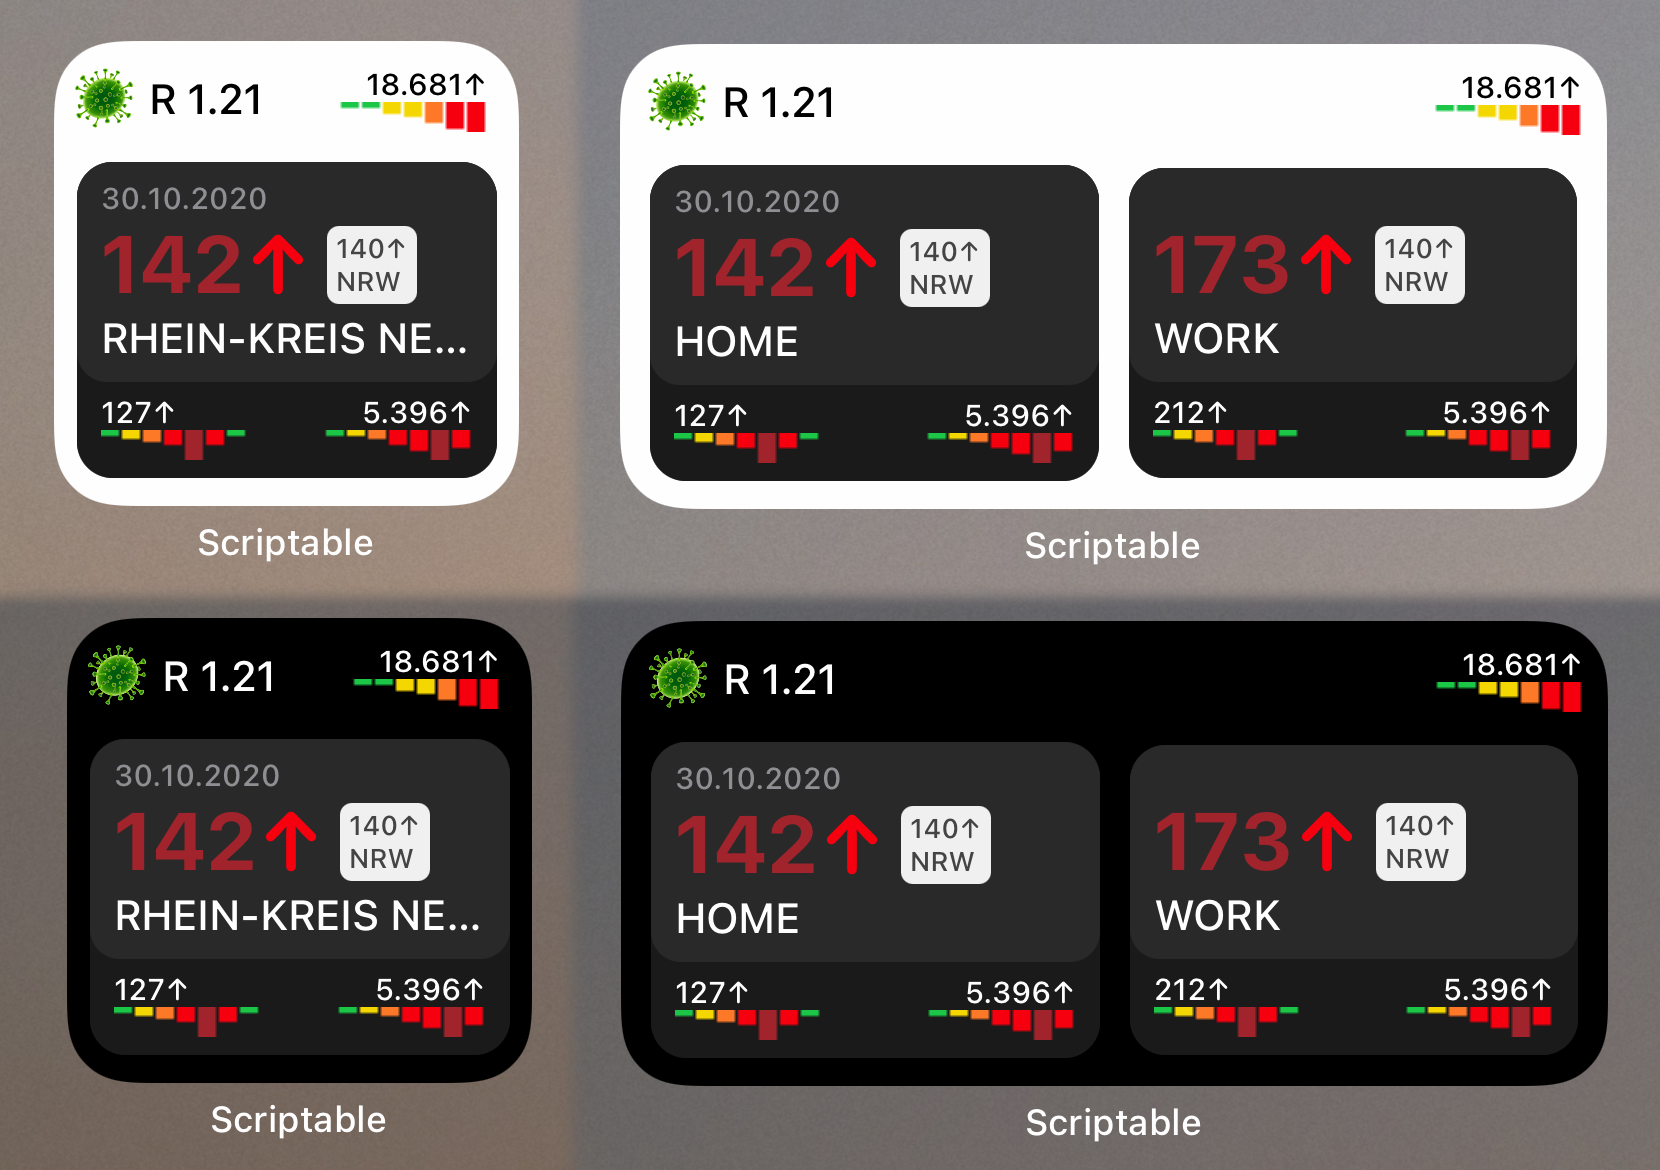 R 1.21
18.681↑
30.10.2020
142↑
140↑
NRW
RHEIN-KREIS NE...
127↑
5.396↑
Scriptable
R 1.21
18.681↑
30.10.2020
142↑
140↑
NRW
HOME
127↑
5.396↑
173↑
140↑
NRW
WORK
212↑
5.396↑
Scriptable
R 1.21
18.681↑
30.10.2020
142↑
140↑
NRW
RHEIN-KREIS NE...
127↑
5.396↑
Scriptable
R 1.21
18.681↑
30.10.2020
142↑
140↑
NRW
HOME
127↑
5.396↑
173↑
140↑
NRW
WORK
212↑
5.396↑
Scriptable